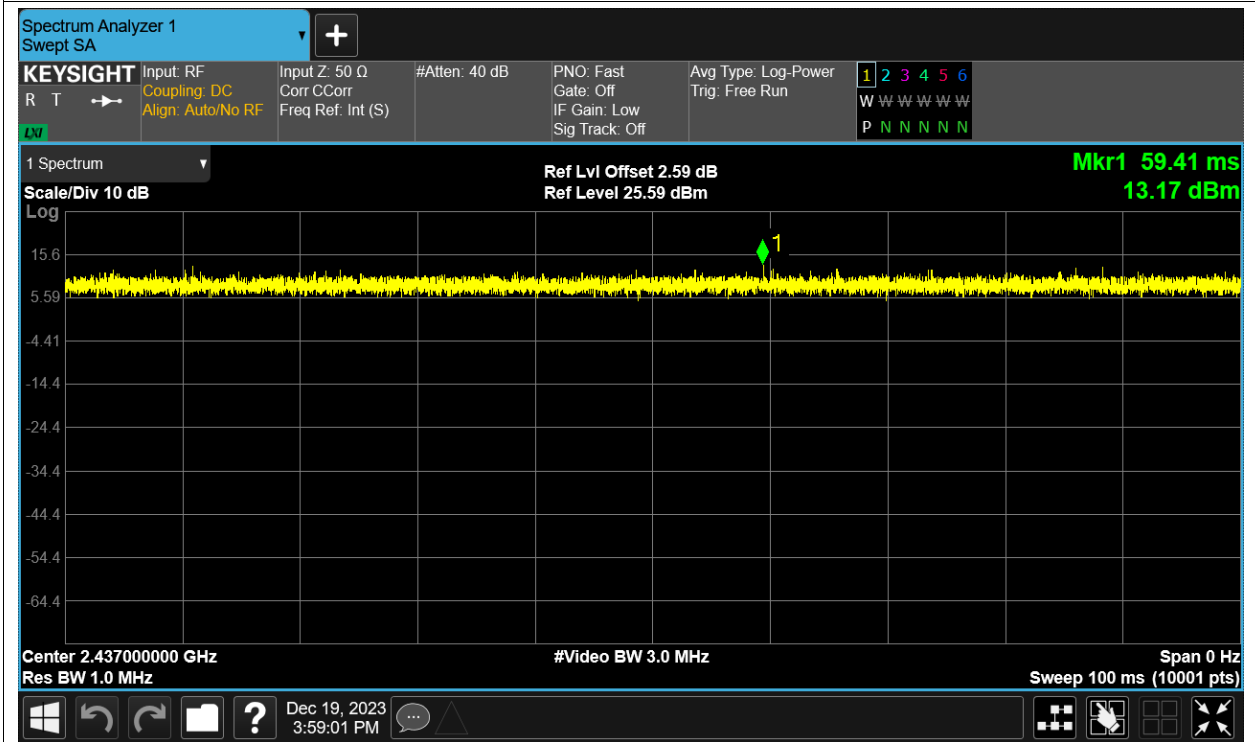 Spectrum Analyzer 1
Swept SA
+
KEYSIGHT
R T
LXI
Input: RF
Coupling: DC
Align: Auto/No RF
Input Z: 50 Ω
Corr CCorr
Freq Ref: Int (S)
#Atten: 40 dB
PNO: Fast
Gate: Off
IF Gain: Low
Sig Track: Off
Avg Type: Log-Power
Trig: Free Run
1 2 3 4 5 6
W W W W W W
P N N N N N
1 Spectrum
Scale/Div 10 dB
Log
Ref Lvl Offset 2.59 dB
Ref Level 25.59 dBm
Mkr1 59.41 ms
13.17 dBm
1
15.6
5.59
-4.41
-14.4
-24.4
-34.4
-44.4
-54.4
-64.4
Center 2.437000000 GHz
Res BW 1.0 MHz
#Video BW 3.0 MHz
Span 0 Hz
Sweep 100 ms (10001 pts)
?
Dec 19, 2023
3:59:01 PM